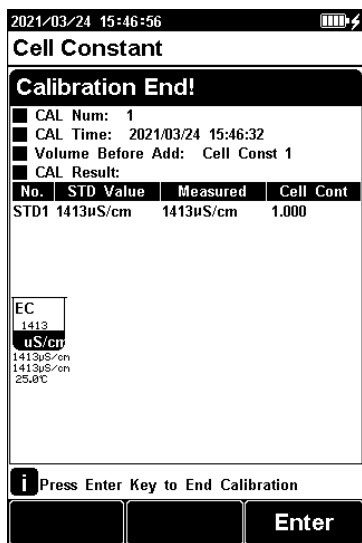 2021/03/24 15:46:56
Cell Constant
Calibration End!
CAL Num: 1
CAL Time: 2021/03/24 15:46:32
Volume Before Add: Cell Const 1
CAL Result:
No. STD Value Measured Cell Cont
STD1 1413µS/cm 1413µS/cm 1.000
EC
1413
uS/cm
1413µS/cm
1413µS/cm
25.0℃
i Press Enter Key to End Calibration
Enter